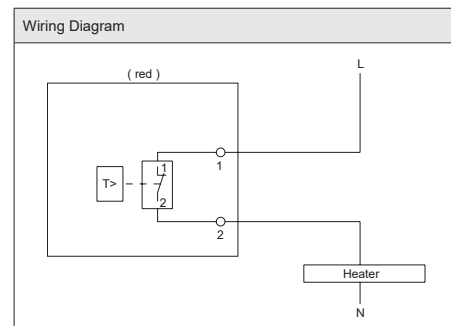 Wiring Diagram
( red )
L
1
1
T>
2
2
Heater
N